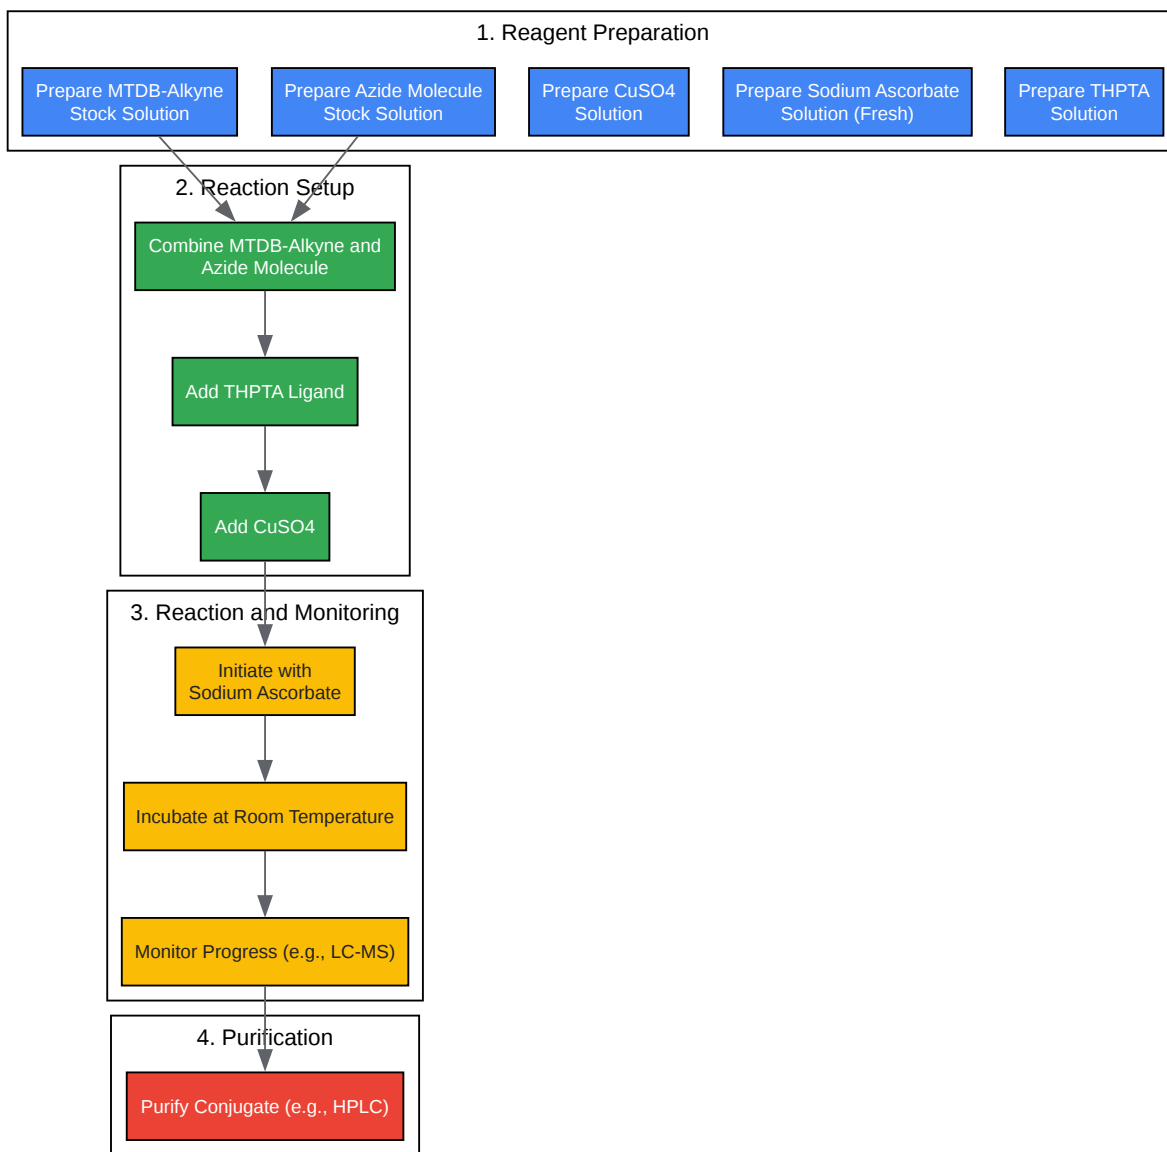 1. Reagent Preparation
Prepare MTDB-Alkyne
Stock Solution
Prepare Azide Molecule
Stock Solution
Prepare CuSO4
Solution
Prepare Sodium Ascorbate
Solution (Fresh)
Prepare THPTA
Solution
2. Reaction Setup
Combine MTDB-Alkyne and
Azide Molecule
Add THPTA Ligand
Add CuSO4
3. Reaction and Monitoring
Initiate with
Sodium Ascorbate
Incubate at Room Temperature
Monitor Progress (e.g., LC-MS)
4. Purification
Purify Conjugate (e.g., HPLC)